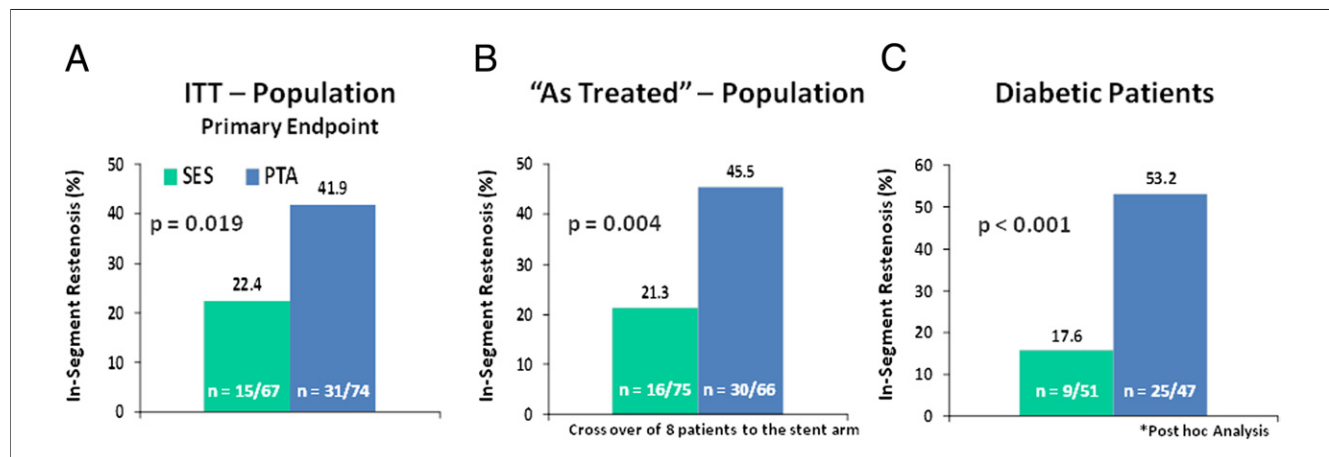 A
ITT – Population
Primary Endpoint
In-Segment Restenosis (%)
50
40
30
20
10
0
SES
PTA
p = 0.019
22.4
41.9
n = 15/67
n = 31/74
B
“As Treated” – Population
In-Segment Restenosis (%)
50
40
30
20
10
0
p = 0.004
21.3
45.5
n = 16/75
n = 30/66
Cross over of 8 patients to the stent arm
C
Diabetic Patients
In-Segment Restenosis (%)
60
50
40
30
20
10
0
p < 0.001
17.6
53.2
n = 9/51
n = 25/47
*Post hoc Analysis